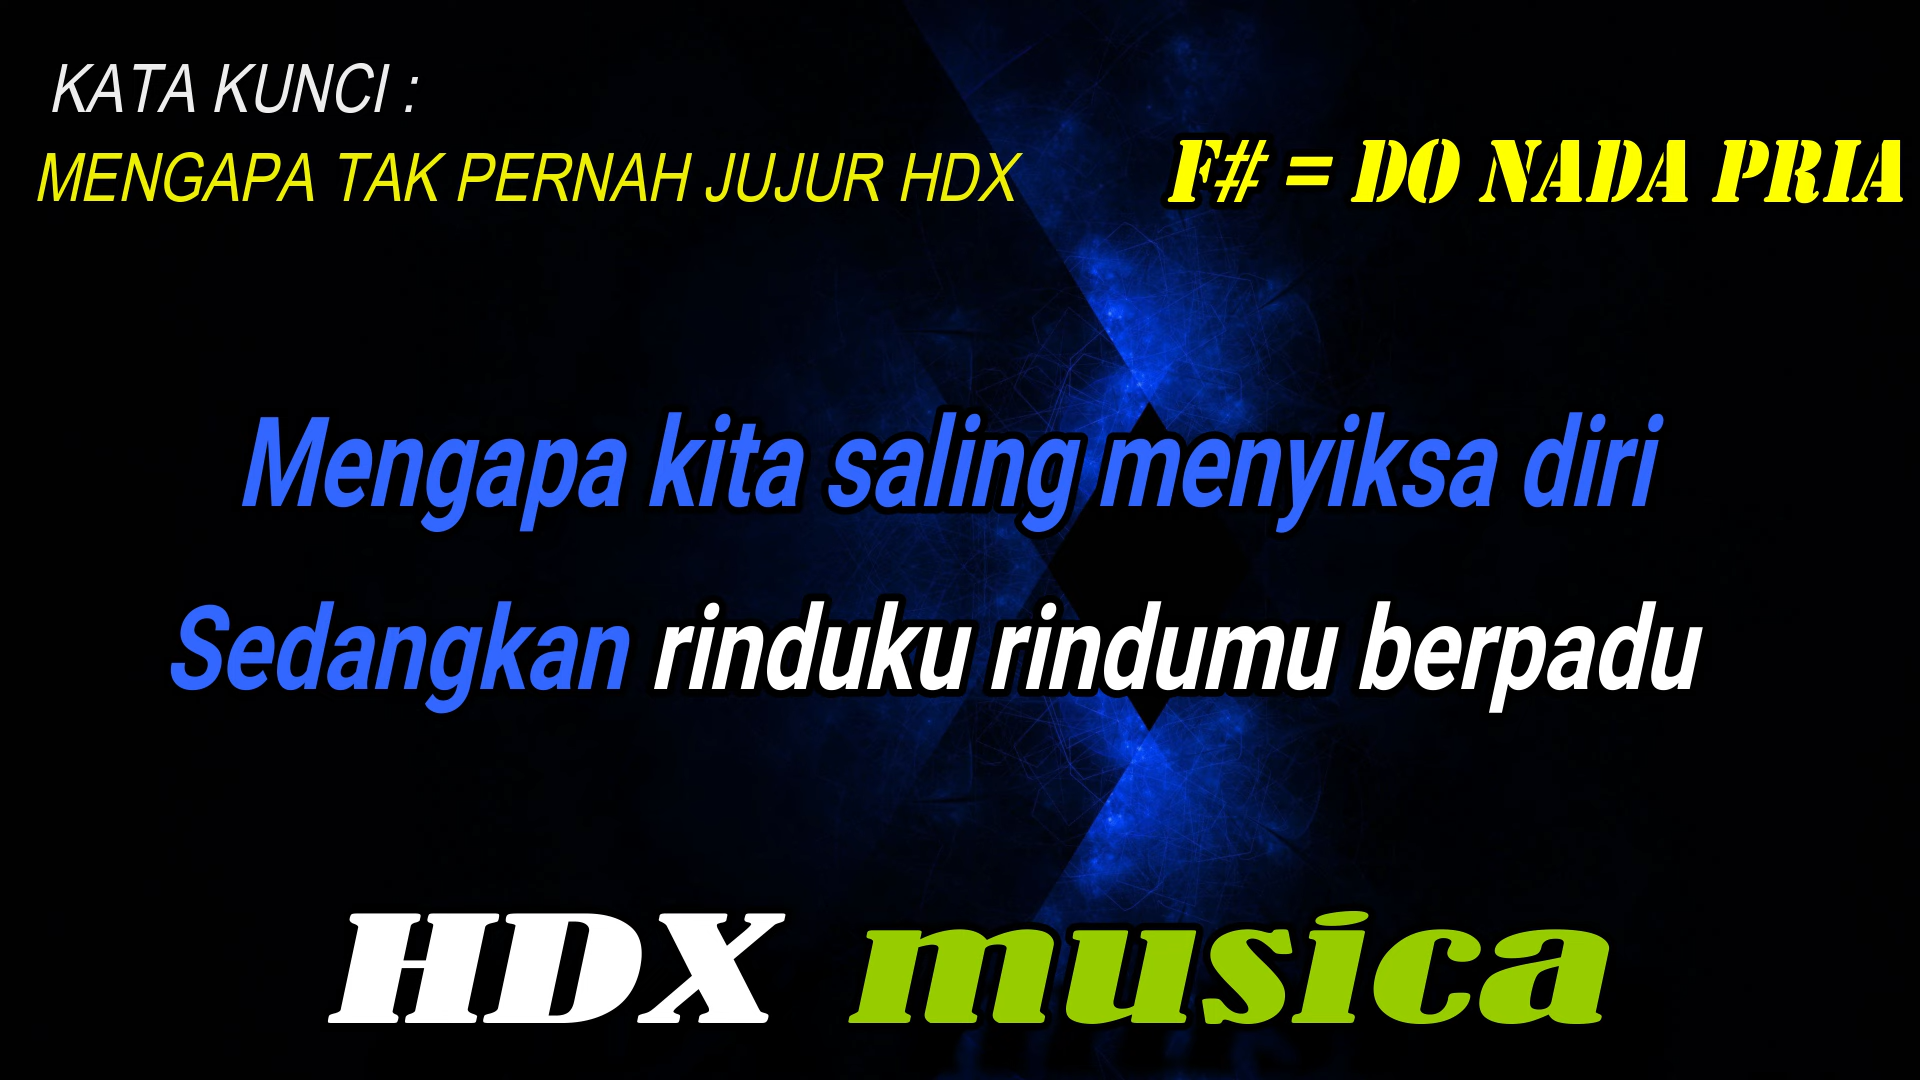 KATA KUNCI :
MENGAPA TAK PERNAH JUJUR HDX
F# = DO NADA PRIA
Mengapa kita saling menyiksa diri
Sedangkan rinduku rindumu berpadu
HDX musica